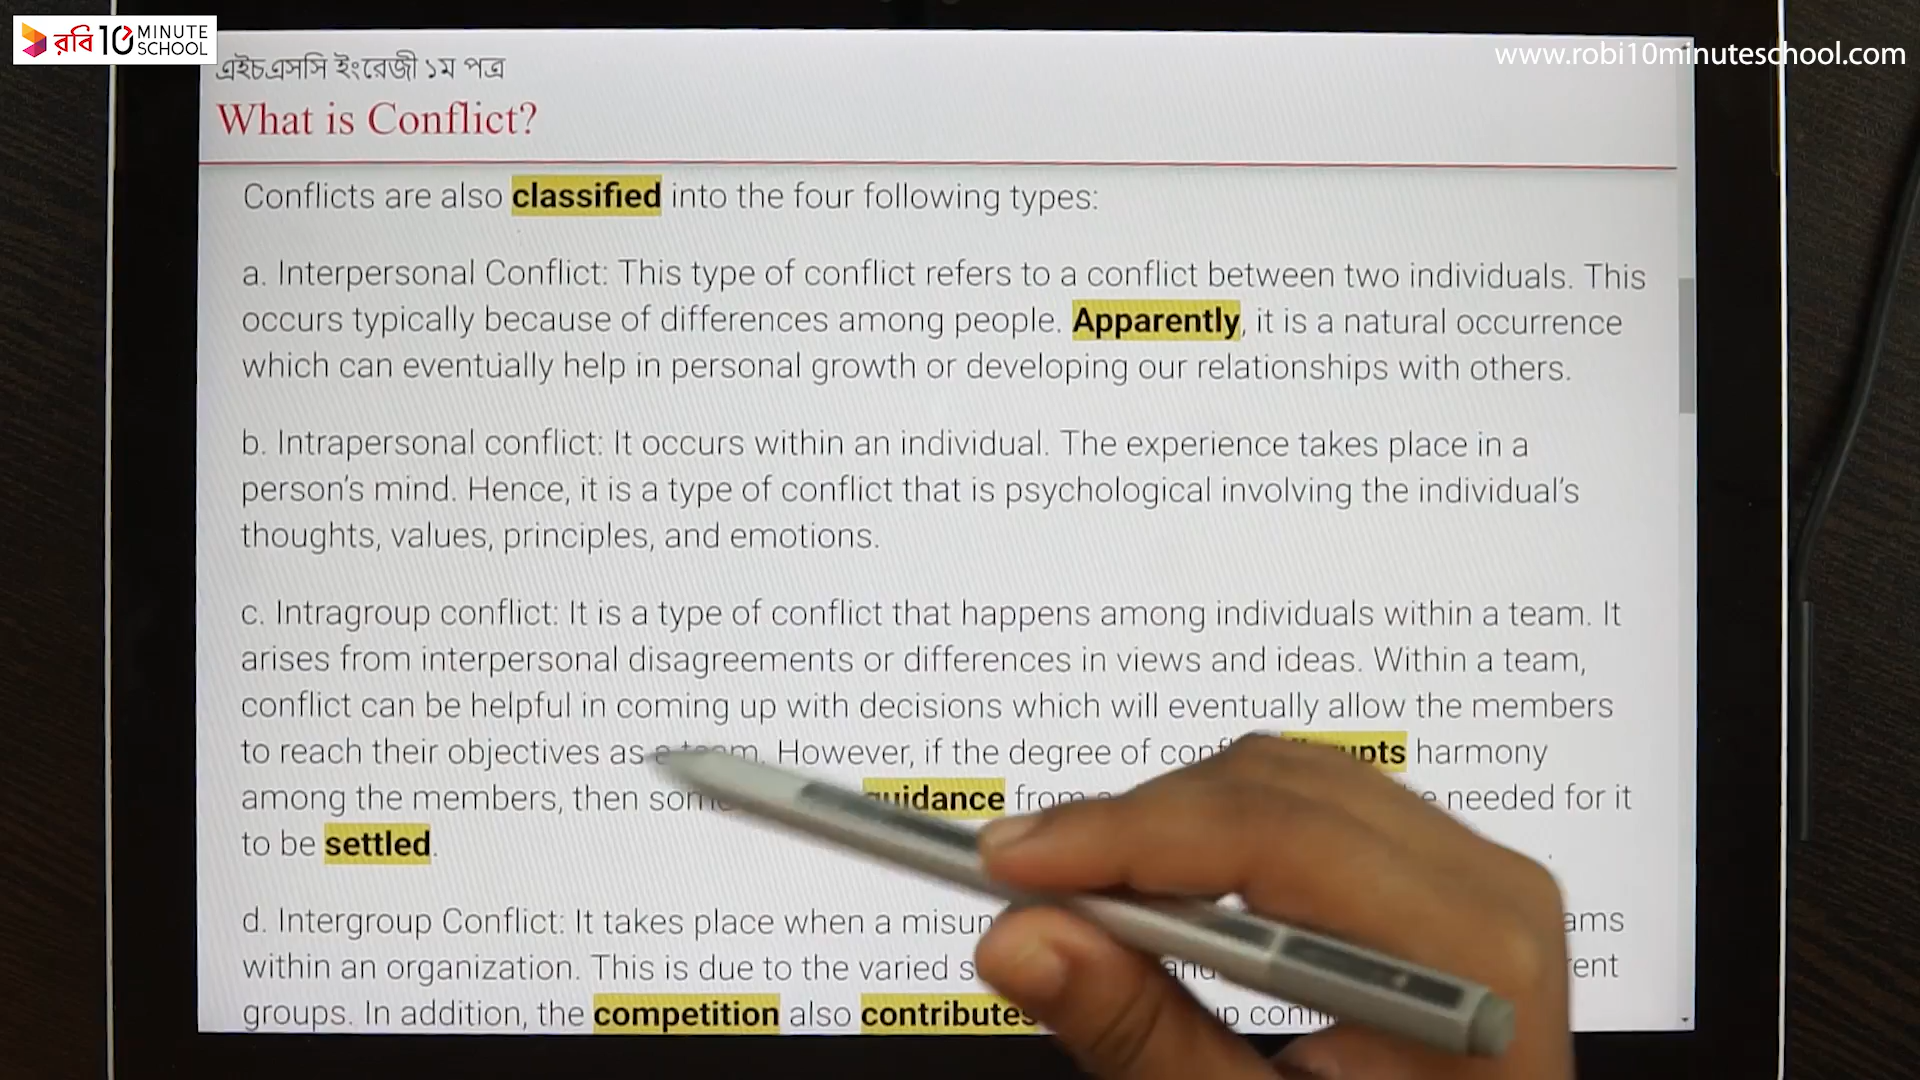 রবি 10 MINUTE SCHOOL
www.robi10minuteschool.com
এইচএসসি ইংরেজী ১ম পত্র
What is Conflict?
Conflicts are also classified into the four following types:
a. Interpersonal Conflict: This type of conflict refers to a conflict between two individuals. This
occurs typically because of differences among people. Apparently, it is a natural occurrence
which can eventually help in personal growth or developing our relationships with others.
b. Intrapersonal conflict: It occurs within an individual. The experience takes place in a
person's mind. Hence, it is a type of conflict that is psychological involving the individual's
thoughts, values, principles, and emotions.
c. Intragroup conflict: It is a type of conflict that happens among individuals within a team. It
arises from interpersonal disagreements or differences in views and ideas. Within a team,
conflict can be helpful in coming up with decisions which will eventually allow the members
to reach their objectives as a team. However, if the degree of harmony
among the members, then guidance from needed for it
to be settled.
d. Intergroup Conflict: It takes place when a
within an organization. This is due to the varied
groups. In addition, the competition also contributes